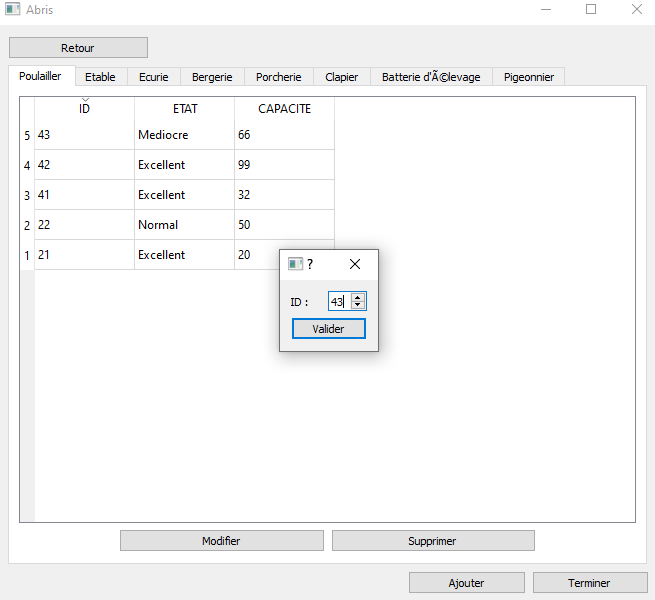 Abris
Retour
Poulailler Etable Ecurie Bergerie Porcherie Clapier Batterie d'Ã©levage Pigeonnier
ID ETAT CAPACITE
5 43 Mediocre 66
4 42 Excellent 99
3 41 Excellent 32
2 22 Normal 50
1 21 Excellent 20
?
ID : 43
Valider
Modifier Supprimer
Ajouter Terminer